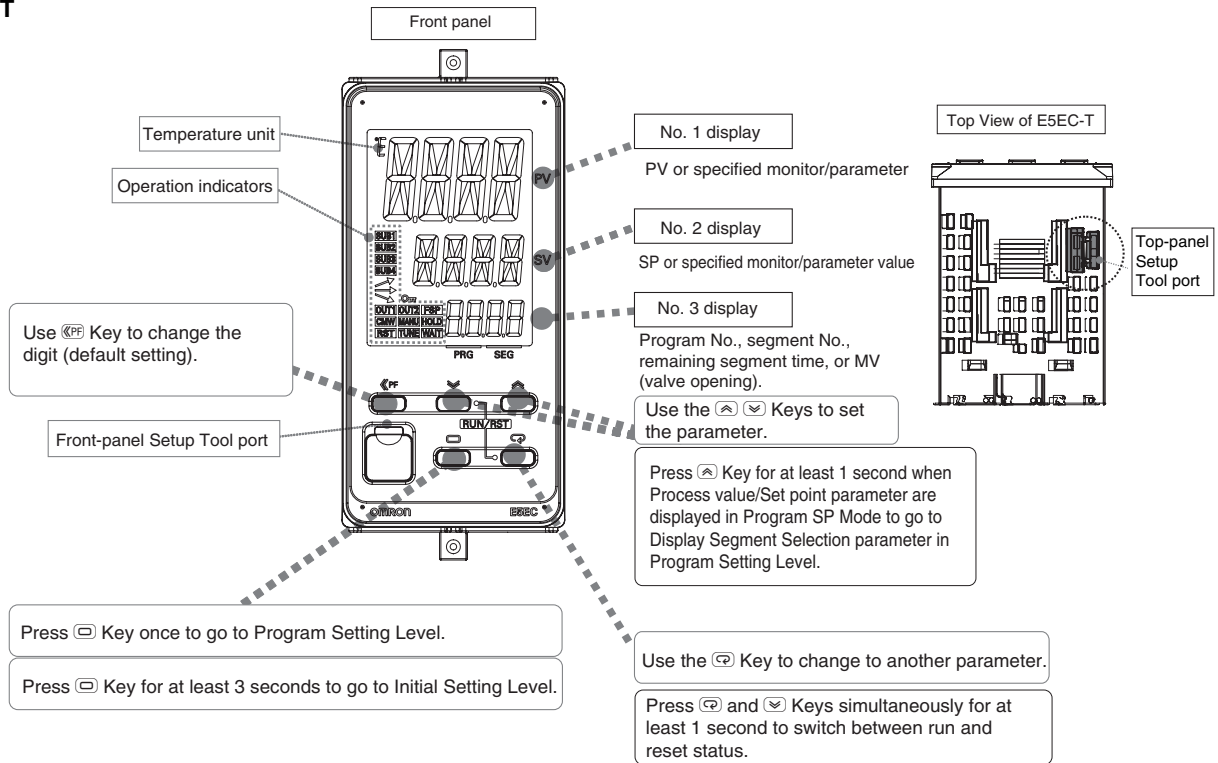 T
Front panel
Temperature unit
Operation indicators
Use PF Key to change the
digit (default setting).
Front-panel Setup Tool port
PV
SV
SUB1
SUB2
SUB3
SUB4
OUT1 OUT2 FSP
CMW MANU HOLD
RST TUNE WAIT
PRG SEG
PF
RUN/RST
OMRON E5EC
No. 1 display
PV or specified monitor/parameter
No. 2 display
SP or specified monitor/parameter value
No. 3 display
Program No., segment No.,
remaining segment time, or MV
(valve opening).
Use the Keys to set
the parameter.
Press Key for at least 1 second when
Process value/Set point parameter are
displayed in Program SP Mode to go to
Display Segment Selection parameter in
Program Setting Level.
Top View of E5EC-T
Top-panel
Setup
Tool port
Press Key once to go to Program Setting Level.
Press Key for at least 3 seconds to go to Initial Setting Level.
Use the Key to change to another parameter.
Press and Keys simultaneously for at
least 1 second to switch between run and
reset status.